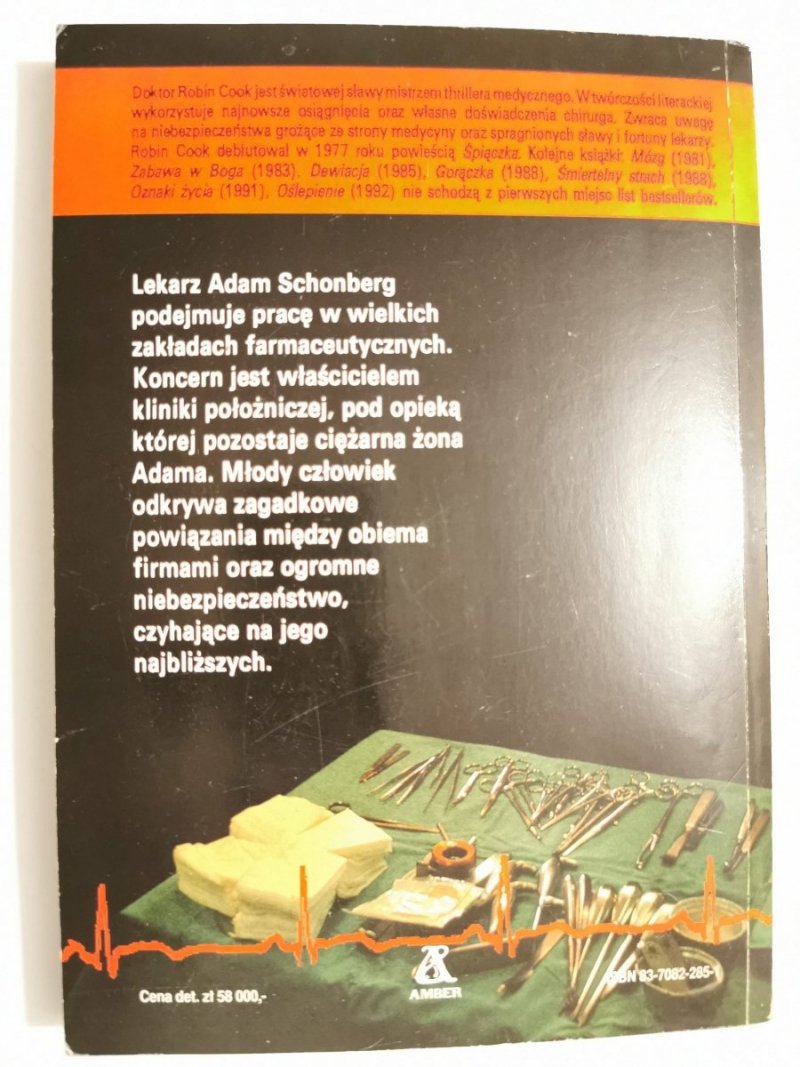 Doktor Robin Cook jest światowej sławy mistrzem thrillera medycznego. W twórczości literackiej
wykorzystuje najnowsze osiągnięcia oraz własne doświadczenia chirurga. Zwraca uwagę
na niebezpieczeństwa grożące ze strony medycyny oraz spragnionych sławy i fortuny lekarzy.
Robin Cook debiutował w 1977 roku powieścią Śpiączka. Kolejne książki: Mózg (1981),
Zabawa w Boga (1983), Dewiacja (1985), Gorączka (1988), Śmiertelny strach (1988),
Oznaki życia (1991), Oślepienie (1992) nie schodzą z pierwszych miejsc list bestsellerów.
Lekarz Adam Schonberg
podejmuje pracę w wielkich
zakładach farmaceutycznych.
Koncern jest właścicielem
kliniki położniczej, pod opieką
której pozostaje ciężarna żona
Adama. Młody człowiek
odkrywa zagadkowe
powiązania między obiema
firmami oraz ogromne
niebezpieczeństwo,
czyhające na jego
najbliższych.
Cena det. zł 58 000,-
AMBER
ISBN 83-7082-285-1